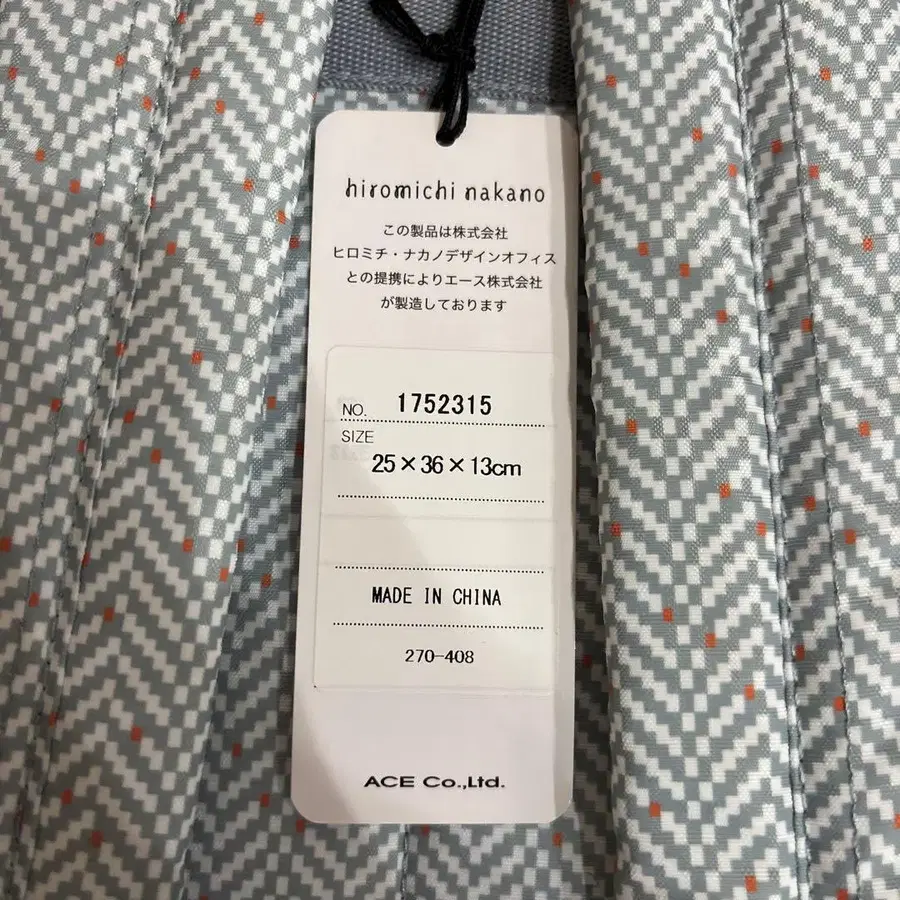 hiromichi nakano
この製品は株式会社
ヒロミチ・ナカノデザインオフィス
との提携によりエース株式会社
が製造しております
NO. 1752315
SIZE
25×36×13cm
MADE IN CHINA
270-408
ACE Co.,Ltd.